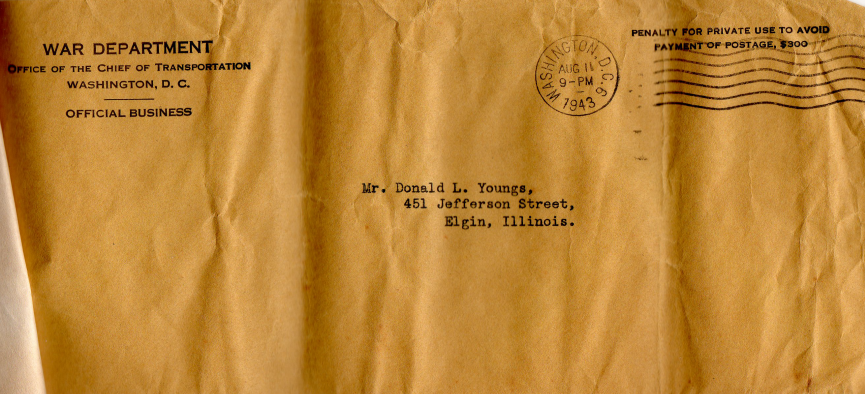 WAR DEPARTMENT
OFFICE OF THE CHIEF OF TRANSPORTATION
WASHINGTON, D. C.
OFFICIAL BUSINESS
WASHINGTON, D.C. 6
AUG 11
9-PM
1943
PENALTY FOR PRIVATE USE TO AVOID
PAYMENT OF POSTAGE, $300
Mr. Donald L. Youngs,
451 Jefferson Street,
Elgin, Illinois.